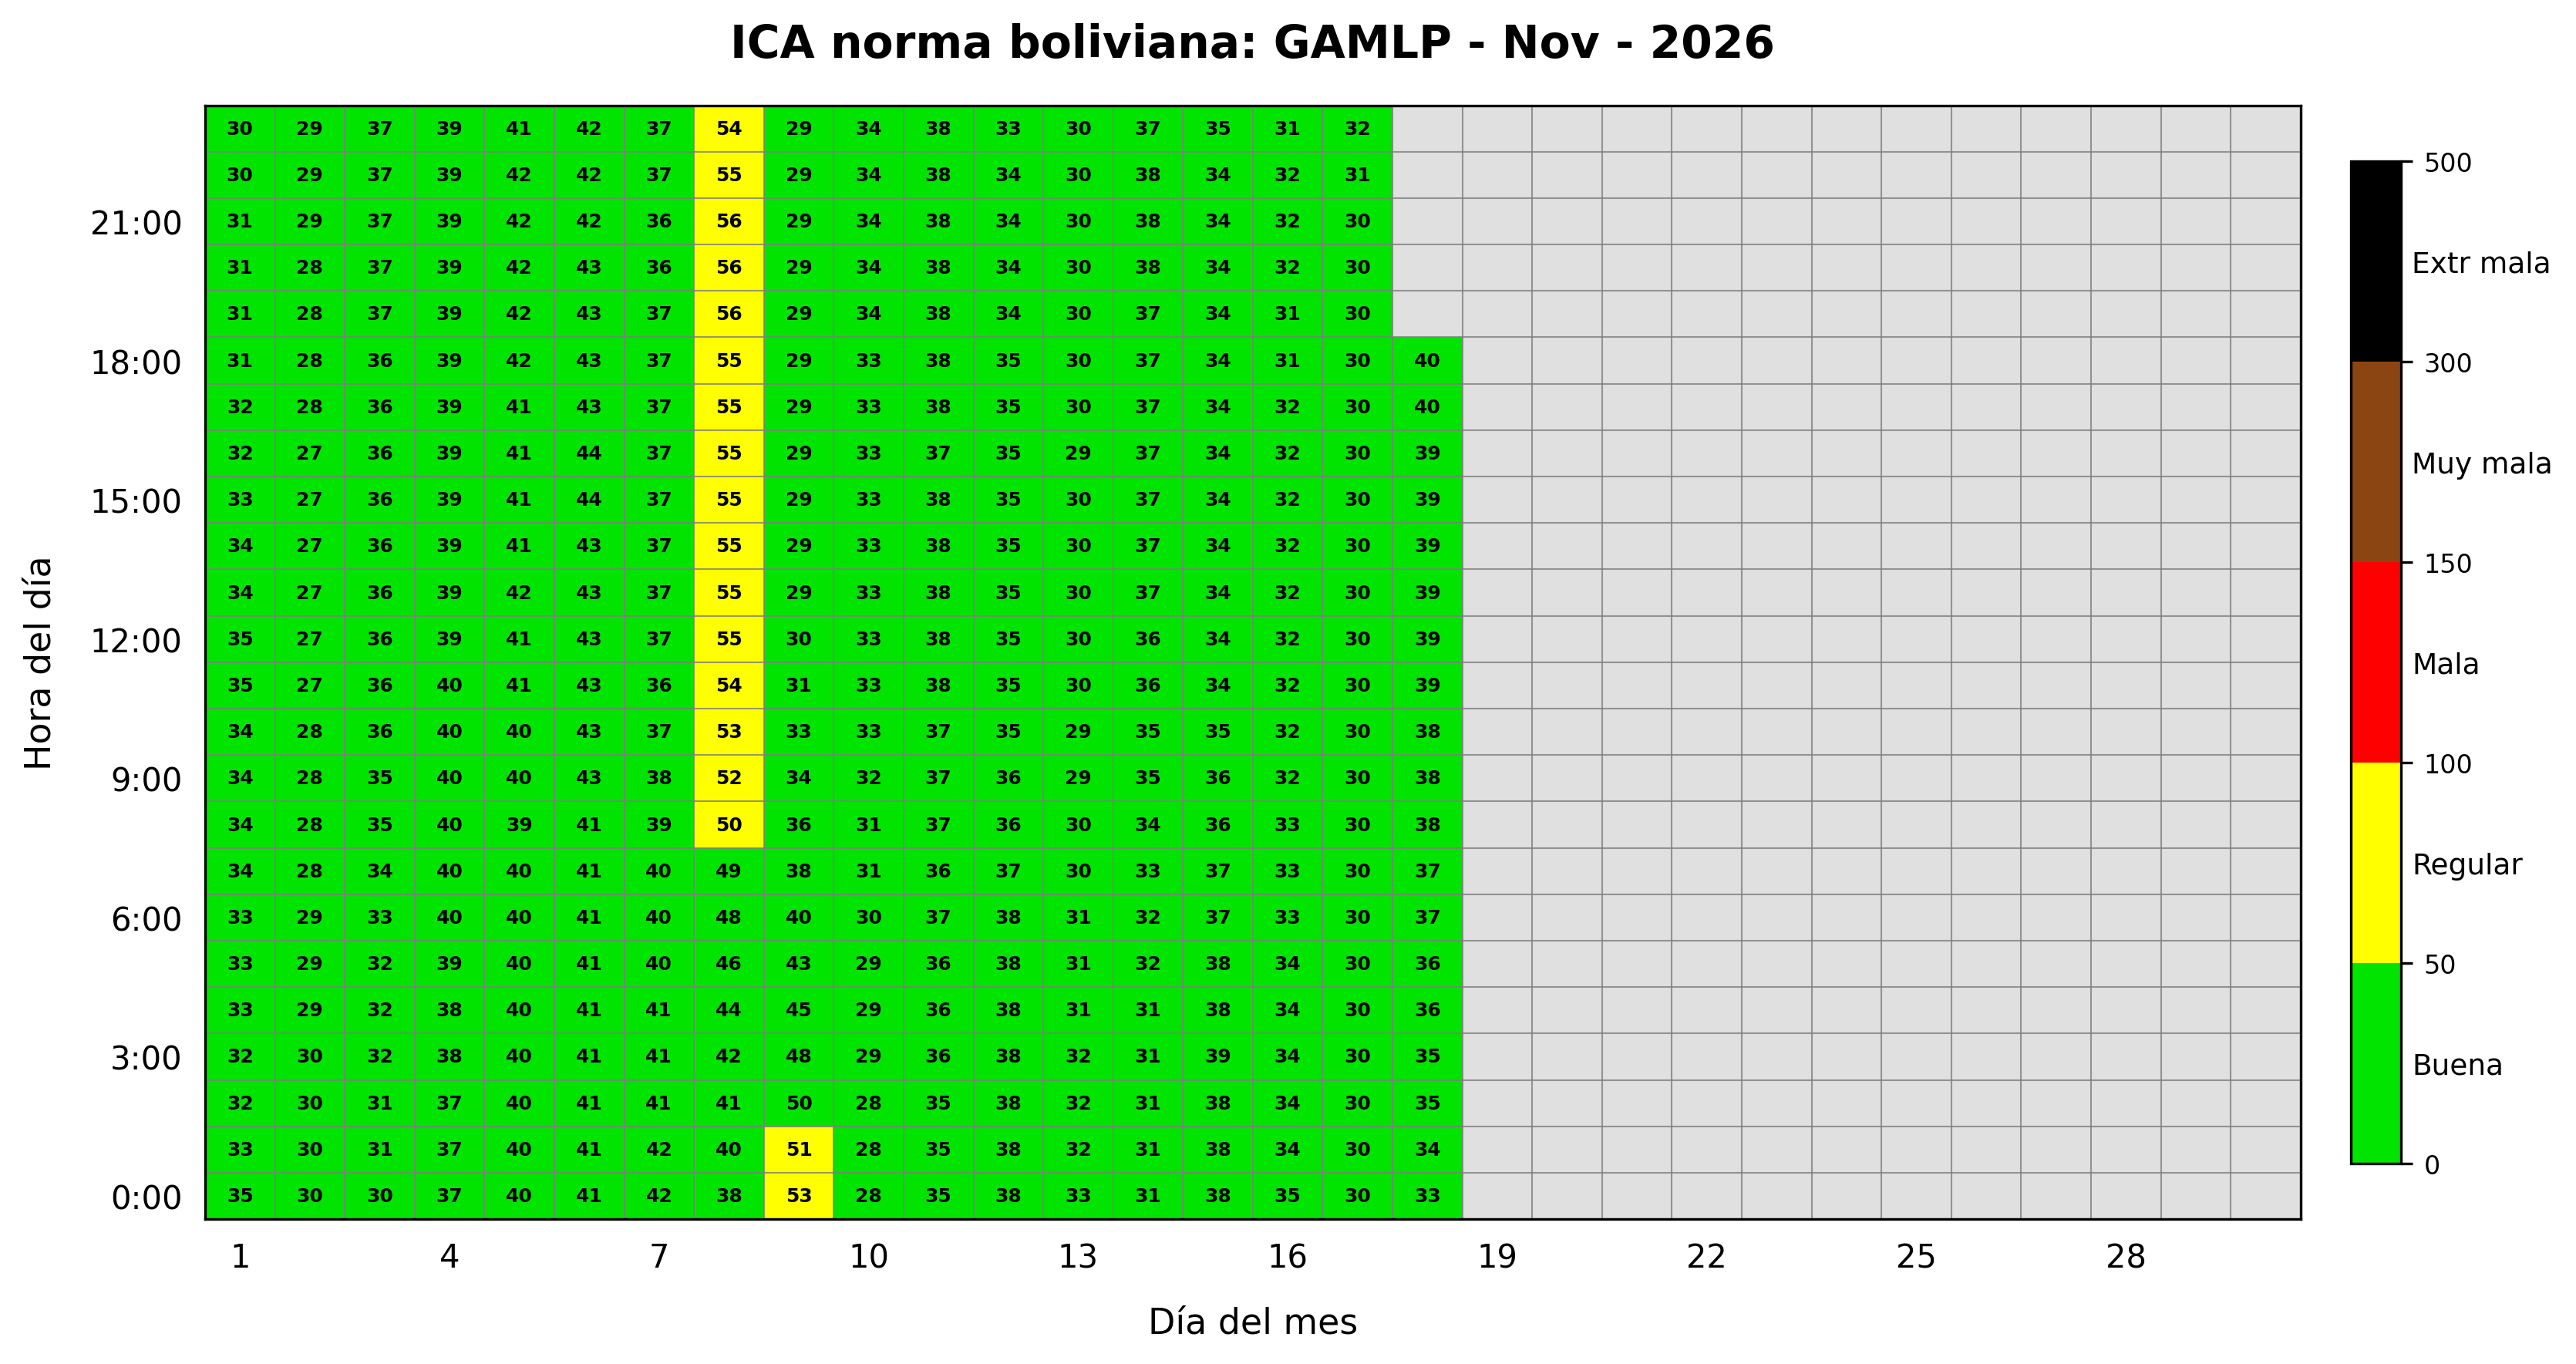 ICA norma boliviana: GAMLP - Nov - 2026
30 29 37 39 41 42 37 54 29 34 38 33 30 37 35 31 32
30 29 37 39 42 42 37 55 29 34 38 34 30 38 34 32 31
21:00 31 29 37 39 42 42 36 56 29 34 38 34 30 38 34 32 30
31 28 37 39 42 43 36 56 29 34 38 34 30 38 34 32 30
31 28 37 39 42 43 37 56 29 34 38 34 30 37 34 31 30
18:00 31 28 36 39 42 43 37 55 29 33 38 35 30 37 34 31 30 40
32 28 36 39 41 43 37 55 29 33 38 35 30 37 34 32 30 40
32 27 36 39 41 44 37 55 29 33 37 35 29 37 34 32 30 39
15:00 33 27 36 39 41 44 37 55 29 33 38 35 30 37 34 32 30 39
34 27 36 39 41 43 37 55 29 33 38 35 30 37 34 32 30 39
34 27 36 39 42 43 37 55 29 33 38 35 30 37 34 32 30 39
12:00 35 27 36 39 41 43 37 55 30 33 38 35 30 36 34 32 30 39
35 27 36 40 41 43 36 54 31 33 38 35 30 36 34 32 30 39
34 28 36 40 40 43 37 53 33 33 37 35 29 35 35 32 30 38
9:00 34 28 35 40 40 43 38 52 34 32 37 36 29 35 36 32 30 38
34 28 35 40 39 41 39 50 36 31 37 36 30 34 36 33 30 38
34 28 34 40 40 41 40 49 38 31 36 37 30 33 37 33 30 37
6:00 33 29 33 40 40 41 40 48 40 30 37 38 31 32 37 33 30 37
33 29 32 39 40 41 40 46 43 29 36 38 31 32 38 34 30 36
33 29 32 38 40 41 41 44 45 29 36 38 31 31 38 34 30 36
3:00 32 30 32 38 40 41 41 42 48 29 36 38 32 31 39 34 30 35
32 30 31 37 40 41 41 41 50 28 35 38 32 31 38 34 30 35
33 30 31 37 40 41 42 40 51 28 35 38 32 31 38 34 30 34
0:00 35 30 30 37 40 41 42 38 53 28 35 38 33 31 38 35 30 33
1 4 7 10 13 16 19 22 25 28
Día del mes
Hora del día
500
Extr mala
300
Muy mala
150
Mala
100
Regular
50
Buena
0